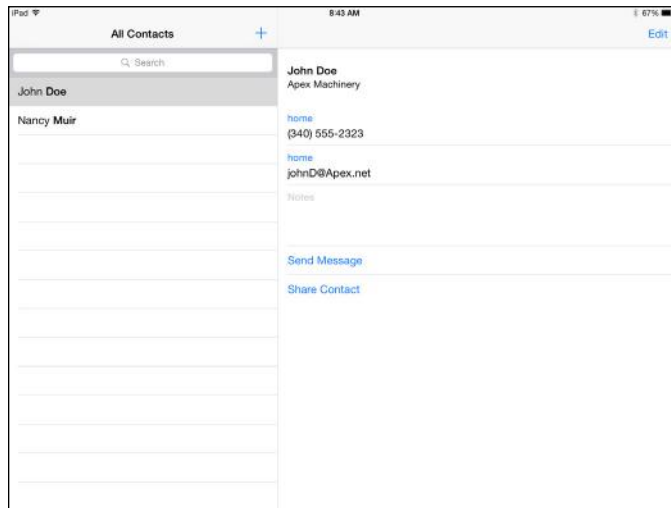 iPad 8:43 AM 67%
All Contacts + Edit
Search
John Doe
Nancy Muir
John Doe
Apex Machinery
home
(340) 555-2323
home
johnD@Apex.net
Notes
Send Message
Share Contact